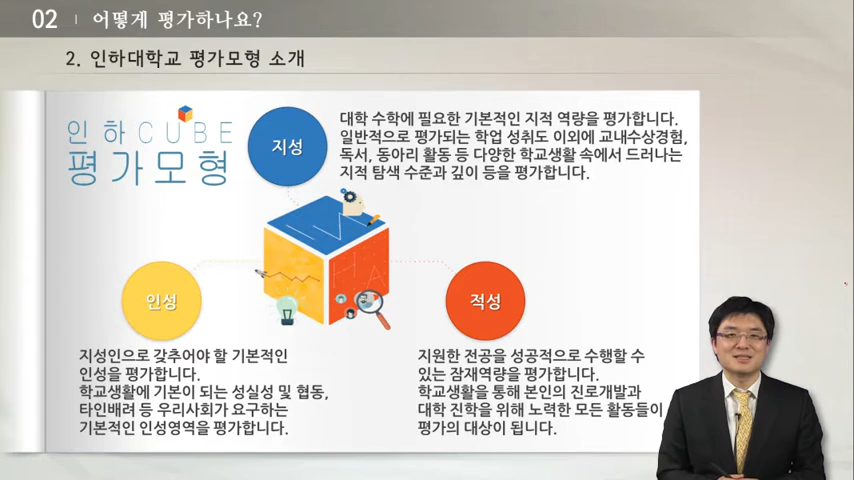 02 | 어떻게 평가하나요?
2. 인하대학교 평가모형 소개
인하CUBE
평가모형
지성
대학 수학에 필요한 기본적인 지적 역량을 평가합니다.
일반적으로 평가되는 학업 성취도 이외에 교내수상경험,
독서, 동아리 활동 등 다양한 학교생활 속에서 드러나는
지적 탐색 수준과 깊이 등을 평가합니다.
인성
지성인으로 갖추어야 할 기본적인
인성을 평가합니다.
학교생활에 기본이 되는 성실성 및 협동,
타인배려 등 우리사회가 요구하는
기본적인 인성영역을 평가합니다.
적성
지원한 전공을 성공적으로 수행할 수
있는 잠재역량을 평가합니다.
학교생활을 통해 본인의 진로개발과
대학 진학을 위해 노력한 모든 활동들이
평가의 대상이 됩니다.